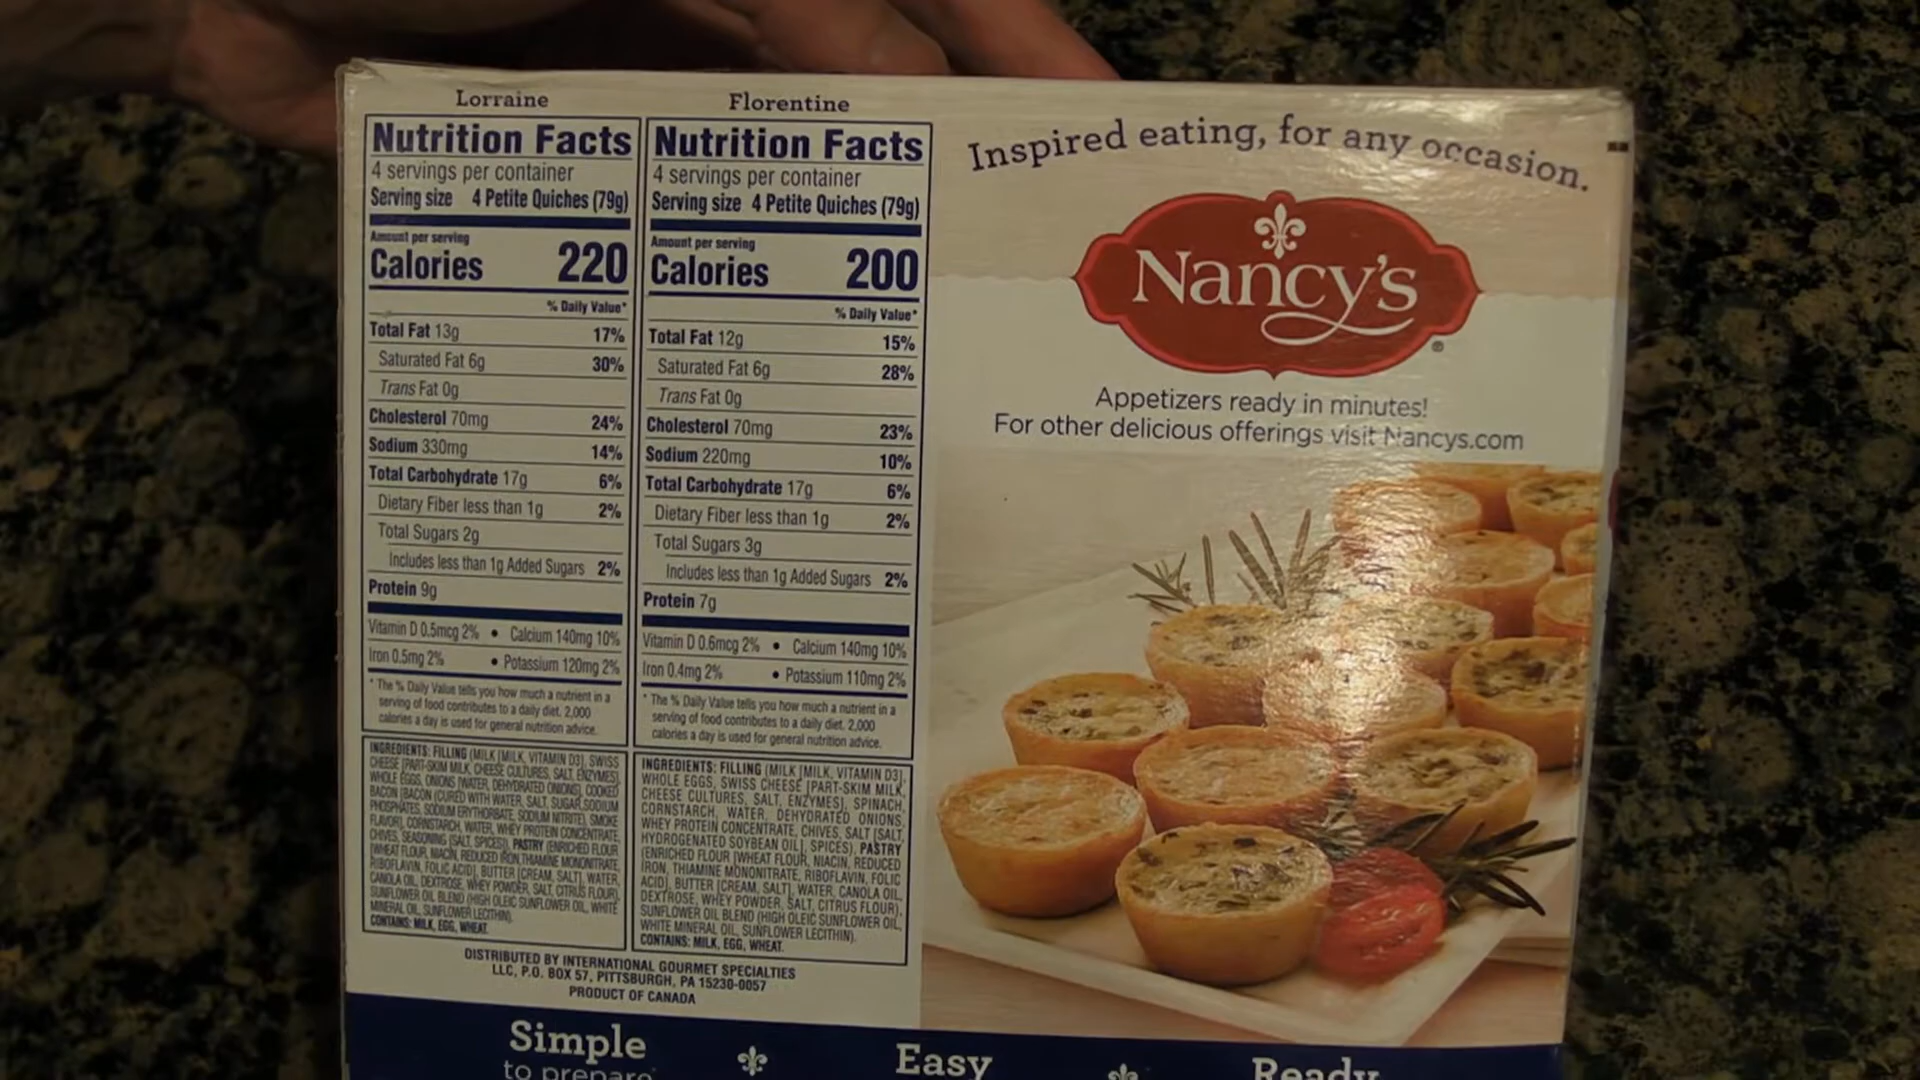 Lorraine
Nutrition Facts
4 servings per container
Serving size 4 Petite Quiches (79g)
Amount per serving
Calories 220
% Daily Value*
Total Fat 13g 17%
Saturated Fat 6g 30%
Trans Fat 0g
Cholesterol 70mg 24%
Sodium 330mg 14%
Total Carbohydrate 17g 6%
Dietary Fiber less than 1g 2%
Total Sugars 2g
Includes less than 1g Added Sugars 2%
Protein 9g
Vitamin D 0.5mcg 2% • Calcium 140mg 10%
Iron 0.5mg 2% • Potassium 120mg 2%
* The % Daily Value tells you how much a nutrient in a
serving of food contributes to a daily diet. 2,000
calories a day is used for general nutrition advice.
INGREDIENTS: FILLING (MILK [MILK, VITAMIN D3], SWISS
CHEESE [PART-SKIM MILK, CHEESE CULTURES, SALT, ENZYMES],
WHOLE EGGS, ONIONS [WATER, DEHYDRATED ONIONS], COOKED
BACON [BACON (CURED WITH WATER, SALT, SUGAR, SODIUM
PHOSPHATES, SODIUM ERYTHORBATE, SODIUM NITRITE), SMOKE
FLAVOR], CORNSTARCH, WATER, WHEY PROTEIN CONCENTRATE,
CHIVES, SEASONING [SALT, SPICES]), PASTRY (ENRICHED FLOUR
[WHEAT FLOUR, NIACIN, REDUCED IRON, THIAMINE MONONITRATE,
RIBOFLAVIN, FOLIC ACID], BUTTER [CREAM, SALT], WATER,
CANOLA OIL, DEXTROSE, WHEY POWDER, SALT, CITRUS FLOUR),
SUNFLOWER OIL BLEND (HIGH OLEIC SUNFLOWER OIL, WHITE
MINERAL OIL, SUNFLOWER LECITHIN).
CONTAINS: MILK, EGG, WHEAT.
Florentine
Nutrition Facts
4 servings per container
Serving size 4 Petite Quiches (79g)
Amount per serving
Calories 200
% Daily Value*
Total Fat 12g 15%
Saturated Fat 6g 28%
Trans Fat 0g
Cholesterol 70mg 23%
Sodium 220mg 10%
Total Carbohydrate 17g 6%
Dietary Fiber less than 1g 2%
Total Sugars 3g
Includes less than 1g Added Sugars 2%
Protein 7g
Vitamin D 0.6mcg 2% • Calcium 140mg 10%
Iron 0.4mg 2% • Potassium 110mg 2%
* The % Daily Value tells you how much a nutrient in a
serving of food contributes to a daily diet. 2,000
calories a day is used for general nutrition advice.
INGREDIENTS: FILLING (MILK [MILK, VITAMIN D3],
WHOLE EGGS, SWISS CHEESE [PART-SKIM MILK,
CHEESE CULTURES, SALT, ENZYMES], SPINACH,
CORNSTARCH, WATER, DEHYDRATED ONIONS,
WHEY PROTEIN CONCENTRATE, CHIVES, SALT [SALT,
HYDROGENATED SOYBEAN OIL], SPICES), PASTRY
(ENRICHED FLOUR [WHEAT FLOUR, NIACIN, REDUCED
IRON, THIAMINE MONONITRATE, RIBOFLAVIN, FOLIC
ACID], BUTTER [CREAM, SALT], WATER, CANOLA OIL,
DEXTROSE, WHEY POWDER, SALT, CITRUS FLOUR),
SUNFLOWER OIL BLEND (HIGH OLEIC SUNFLOWER OIL,
WHITE MINERAL OIL, SUNFLOWER LECITHIN).
CONTAINS: MILK, EGG, WHEAT.
DISTRIBUTED BY INTERNATIONAL GOURMET SPECIALTIES
LLC, P.O. BOX 57, PITTSBURGH, PA 15230-0057
PRODUCT OF CANADA
Inspired eating, for any occasion.
Nancy's®
Appetizers ready in minutes!
For other delicious offerings visit Nancys.com
Simple
to prepare
Easy
Ready